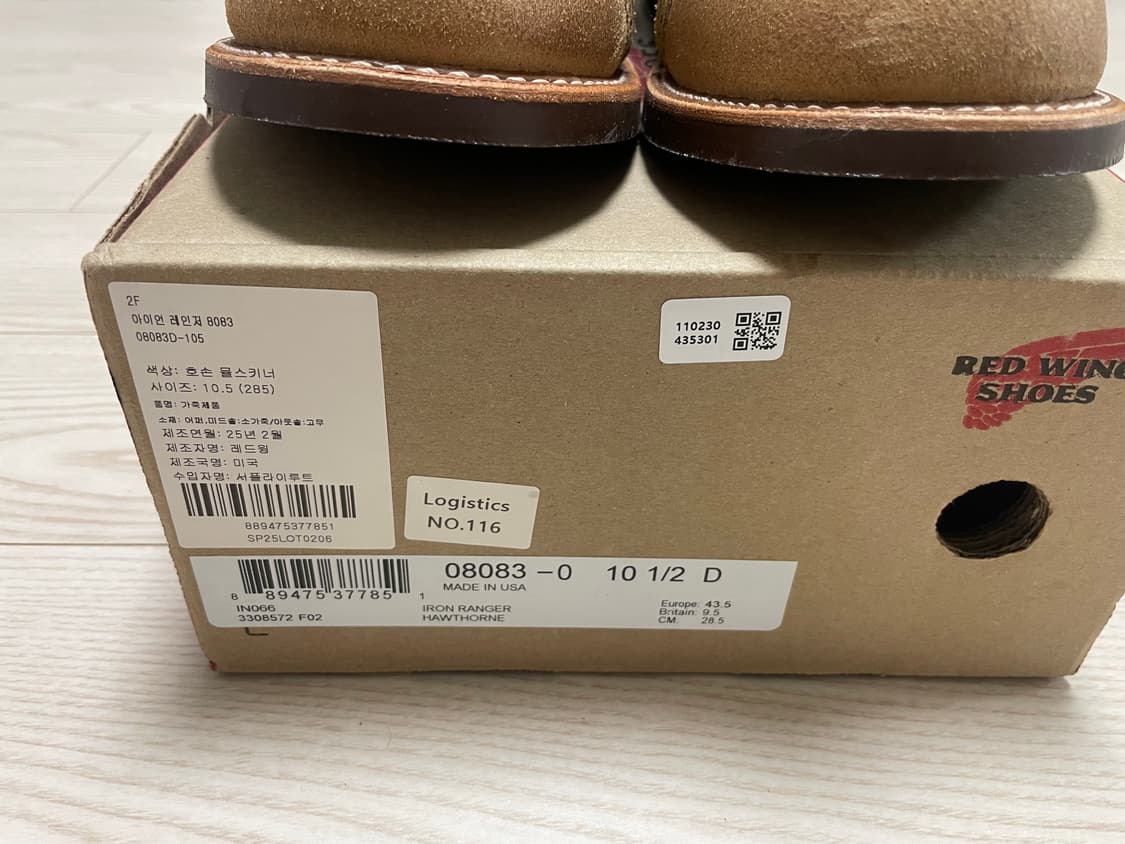 2F
아이언 레인저 8083
08083D-105
색상: 호손 뮬스키너
사이즈: 10.5 (285)
품명: 가죽제품
소재: 어퍼,미드솔:소가죽/아웃솔:고무
제조연월: 25년 2월
제조자명: 레드윙
제조국명: 미국
수입자명: 서플라이루트
889475377851
SP25LOT0206
110230
435301
RED WING
SHOES
Logistics
NO.116
8 89475 37785 1
IN066
3308572 F02
08083-0 10 1/2 D
MADE IN USA
IRON RANGER
HAWTHORNE
Europe: 43.5
Britain: 9.5
CM: 28.5